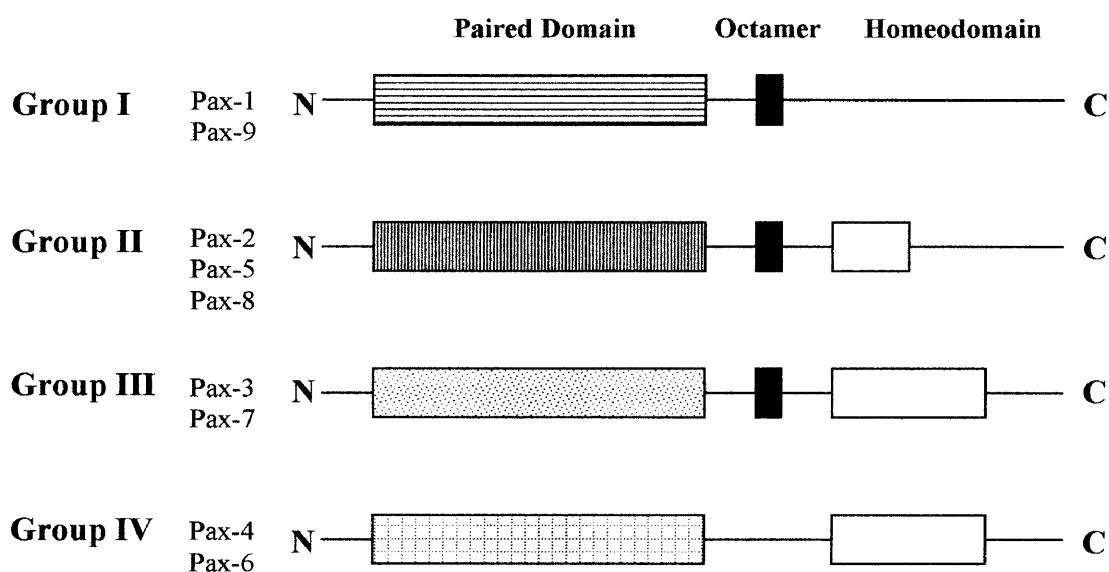 Paired Domain Octamer Homeodomain
Group I Pax-1 N C
Pax-9
Group II Pax-2 N C
Pax-5
Pax-8
Group III Pax-3 N C
Pax-7
Group IV Pax-4 N C
Pax-6